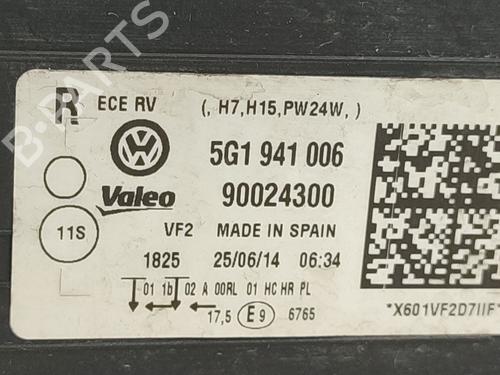 R ECE RV (, H7,H15,PW24W, )
5G1 941 006
Valeo 90024300
11S VF2 MADE IN SPAIN
1825 25/06/14 06:34
01 1b 02 A 00RL 01 HC HR PL
17,5 E9 6765
*X601VF2D7IIF*
B-PARTS